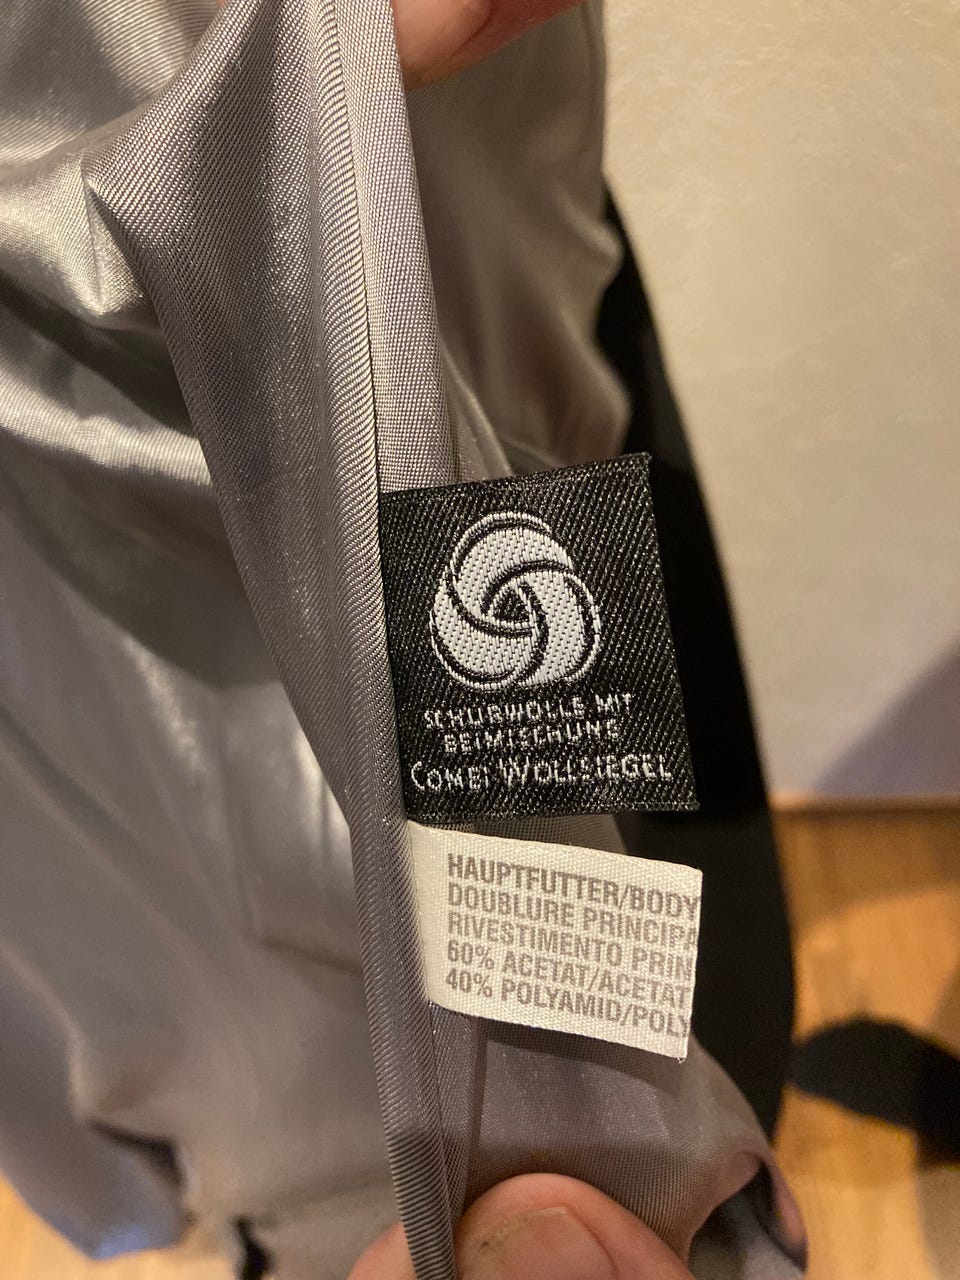 SCHURWOLLE MIT
BEIMISCHUNG
COMBI WOLLSIEGEL
HAUPTFUTTER/BODY
DOUBLURE PRINCIPA
RIVESTIMENTO PRIN
60% ACETAT/ACETAT
40% POLYAMID/POLY